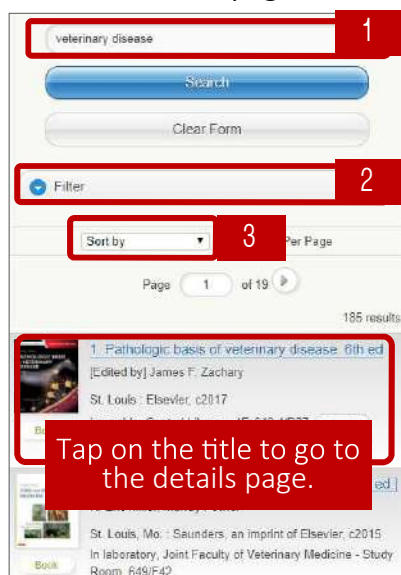 veterinary disease
1
Search
Clear Form
Filter
2
Sort by
3
Per Page
Page 1 of 19
185 results
1. Pathologic basis of veterinary disease. 6th ed
[Edited by] James F. Zachary
St. Louis : Elsevier, c2017
Tap on the title to go to
the details page.
ed.]
St. Louis, Mo. : Saunders, an imprint of Elsevier, c2015
In laboratory, Joint Faculty of Veterinary Medicine - Study
Book
Room 649/F42